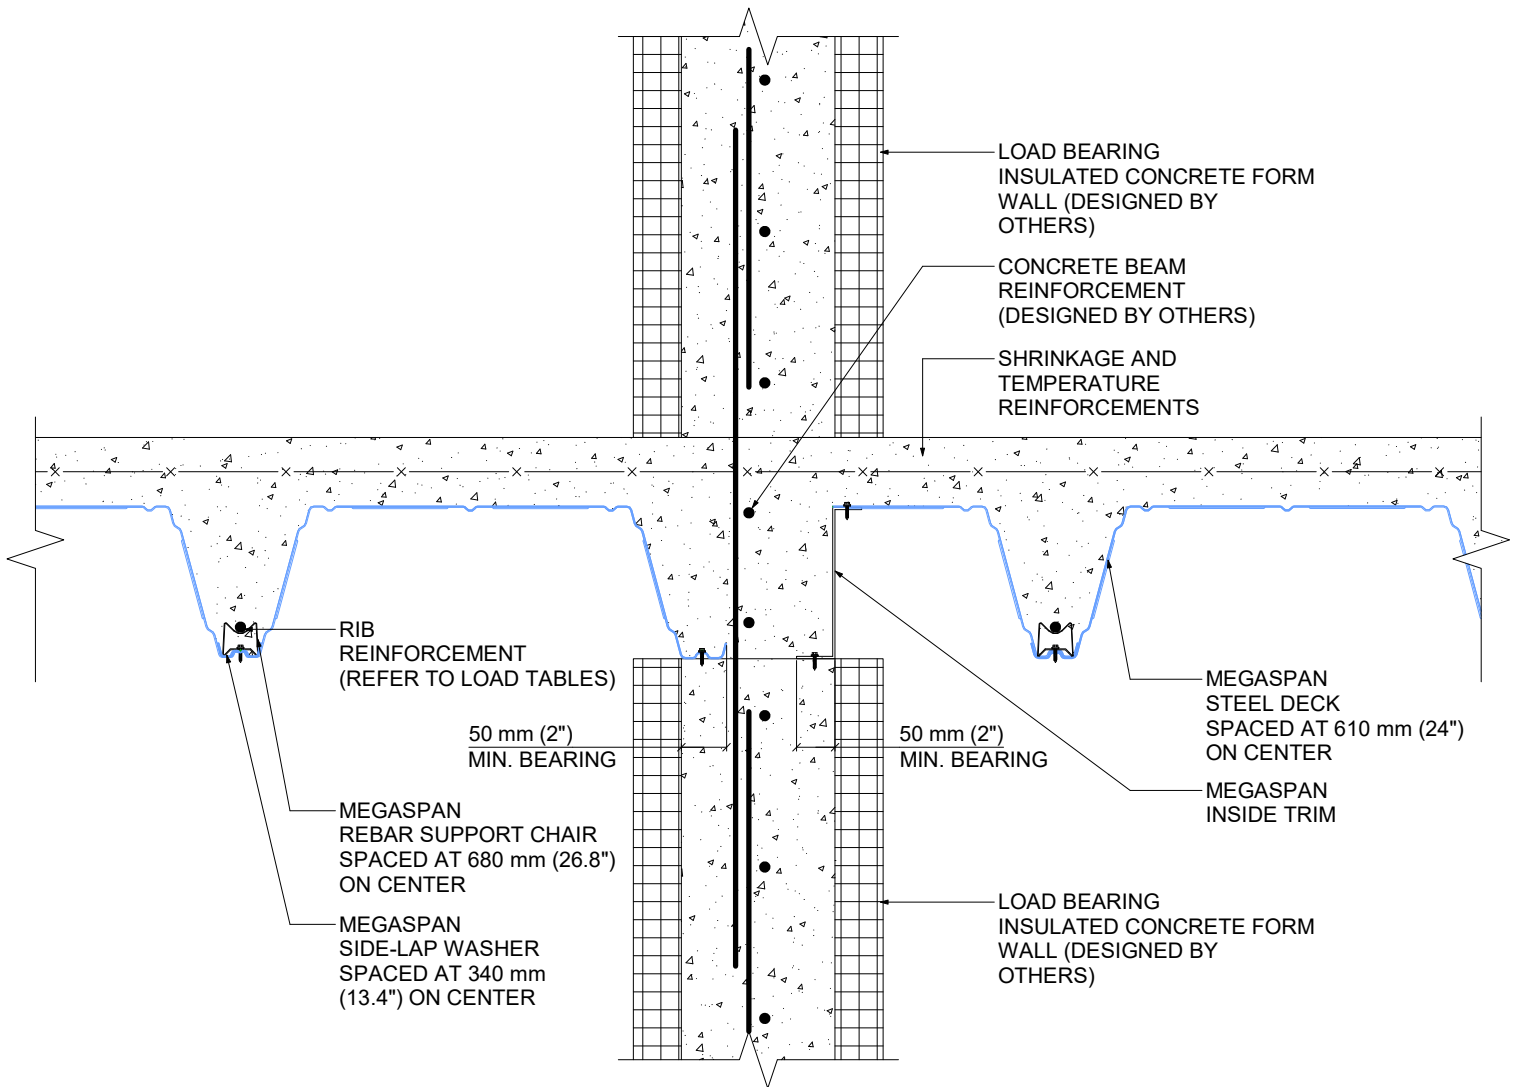 LOAD BEARING
INSULATED CONCRETE FORM
WALL (DESIGNED BY
OTHERS)
CONCRETE BEAM
REINFORCEMENT
(DESIGNED BY OTHERS)
SHRINKAGE AND
TEMPERATURE
REINFORCEMENTS
RIB
REINFORCEMENT
(REFER TO LOAD TABLES)
50 mm (2")
MIN. BEARING
50 mm (2")
MIN. BEARING
MEGASPAN
STEEL DECK
SPACED AT 610 mm (24")
ON CENTER
MEGASPAN
INSIDE TRIM
MEGASPAN
REBAR SUPPORT CHAIR
SPACED AT 680 mm (26.8")
ON CENTER
MEGASPAN
SIDE-LAP WASHER
SPACED AT 340 mm
(13.4") ON CENTER
LOAD BEARING
INSULATED CONCRETE FORM
WALL (DESIGNED BY
OTHERS)